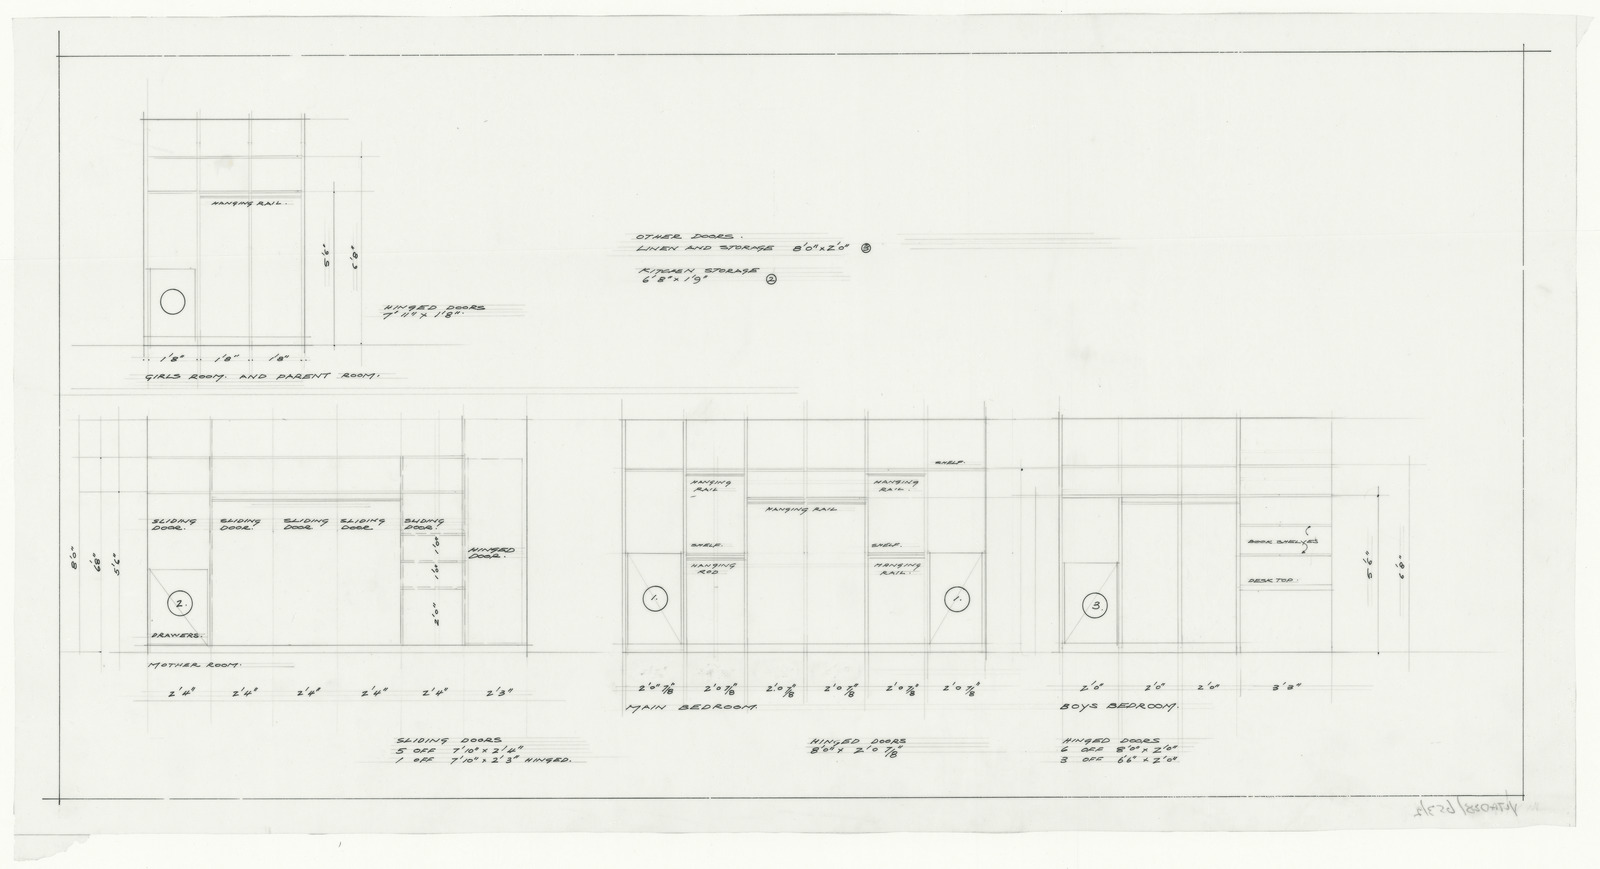 HANGING RAIL.
5'6"
6'8"
HINGED DOORS
7'11" x 1'8".
1'8" 1'8" 1'8"
GIRLS ROOM. AND PARENT ROOM.
OTHER DOORS.
LINEN AND STORAGE 8'0" x 2'0" 3
KITCHEN STORAGE
6'8" x 1'9" 2
8'0"
6'8"
5'6"
SLIDING DOOR.
SLIDING DOOR.
SLIDING DOOR
SLIDING DOOR
SLIDING DOOR.
1'0"
1'0"
2'0"
HINGED DOOR.
2.
DRAWERS.
MOTHER ROOM.
2'4" 2'4" 2'4" 2'4" 2'4" 2'3"
SLIDING DOORS
5 OFF 7'10" x 2'4"
1 OFF 7'10" x 2'3" HINGED.
HANGING RAIL
HANGING RAIL
HANGING RAIL.
SHELF.
SHELF.
HANGING ROD
SHELF.
HANGING RAIL.
1.
1.
2'0 7/8" 2'0 7/8" 2'0 7/8" 2'0 7/8" 2'0 7/8" 2'0 7/8"
MAIN BEDROOM.
HINGED DOORS
8'0" x 2'0 7/8"
BOOK SHELVES
DESK TOP.
3.
5'6"
6'8"
2'0" 2'0" 2'0" 3'3"
BOYS BEDROOM.
HINGED DOORS
6 OFF 8'0" x 2'0"
3 OFF 6'6" x 2'0"